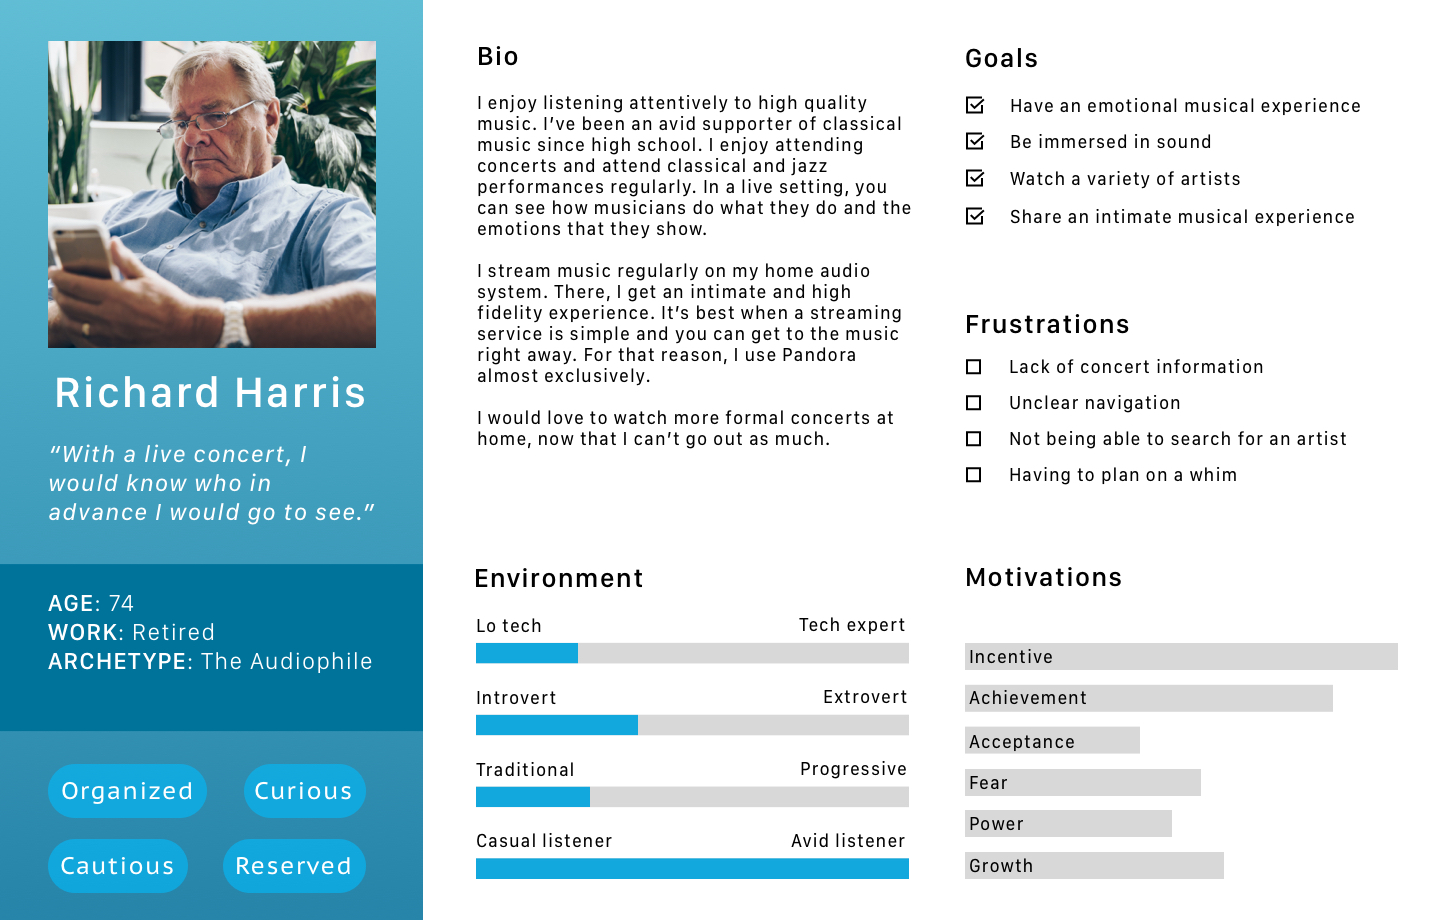 Richard Harris
“With a live concert, I
would know who in
advance I would go to see.”
AGE: 74
WORK: Retired
ARCHETYPE: The Audiophile
Organized
Curious
Cautious
Reserved
Bio
I enjoy listening attentively to high quality
music. I’ve been an avid supporter of classical
music since high school. I enjoy attending
concerts and attend classical and jazz
performances regularly. In a live setting, you
can see how musicians do what they do and the
emotions that they show.
I stream music regularly on my home audio
system. There, I get an intimate and high
fidelity experience. It’s best when a streaming
service is simple and you can get to the music
right away. For that reason, I use Pandora
almost exclusively.
I would love to watch more formal concerts at
home, now that I can’t go out as much.
Goals
Have an emotional musical experience
Be immersed in sound
Watch a variety of artists
Share an intimate musical experience
Frustrations
Lack of concert information
Unclear navigation
Not being able to search for an artist
Having to plan on a whim
Environment
Lo tech
Tech expert
Introvert
Extrovert
Traditional
Progressive
Casual listener
Avid listener
Motivations
Incentive
Achievement
Acceptance
Fear
Power
Growth